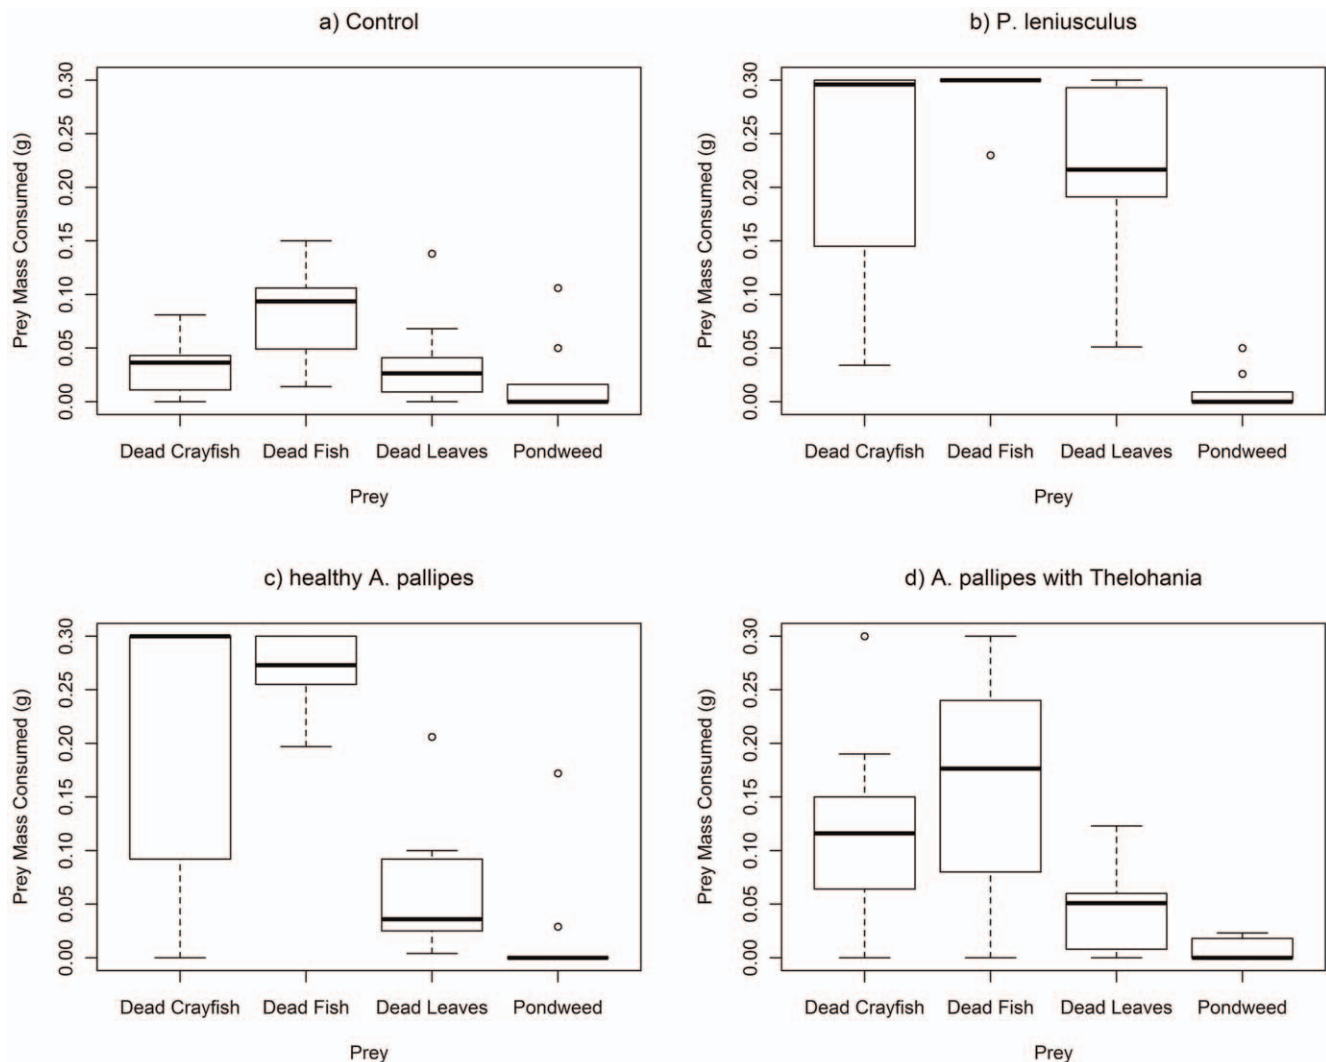 a) Control
Prey Mass Consumed (g)
0.30
0.25
0.20
0.15
0.10
0.05
0.00
Dead Crayfish Dead Fish Dead Leaves Pondweed
Prey
b) P. leniusculus
Prey Mass Consumed (g)
0.30
0.25
0.20
0.15
0.10
0.05
0.00
Dead Crayfish Dead Fish Dead Leaves Pondweed
Prey
c) healthy A. pallipes
Prey Mass Consumed (g)
0.30
0.25
0.20
0.15
0.10
0.05
0.00
Dead Crayfish Dead Fish Dead Leaves Pondweed
Prey
d) A. pallipes with Thelohania
Prey Mass Consumed (g)
0.30
0.25
0.20
0.15
0.10
0.05
0.00
Dead Crayfish Dead Fish Dead Leaves Pondweed
Prey